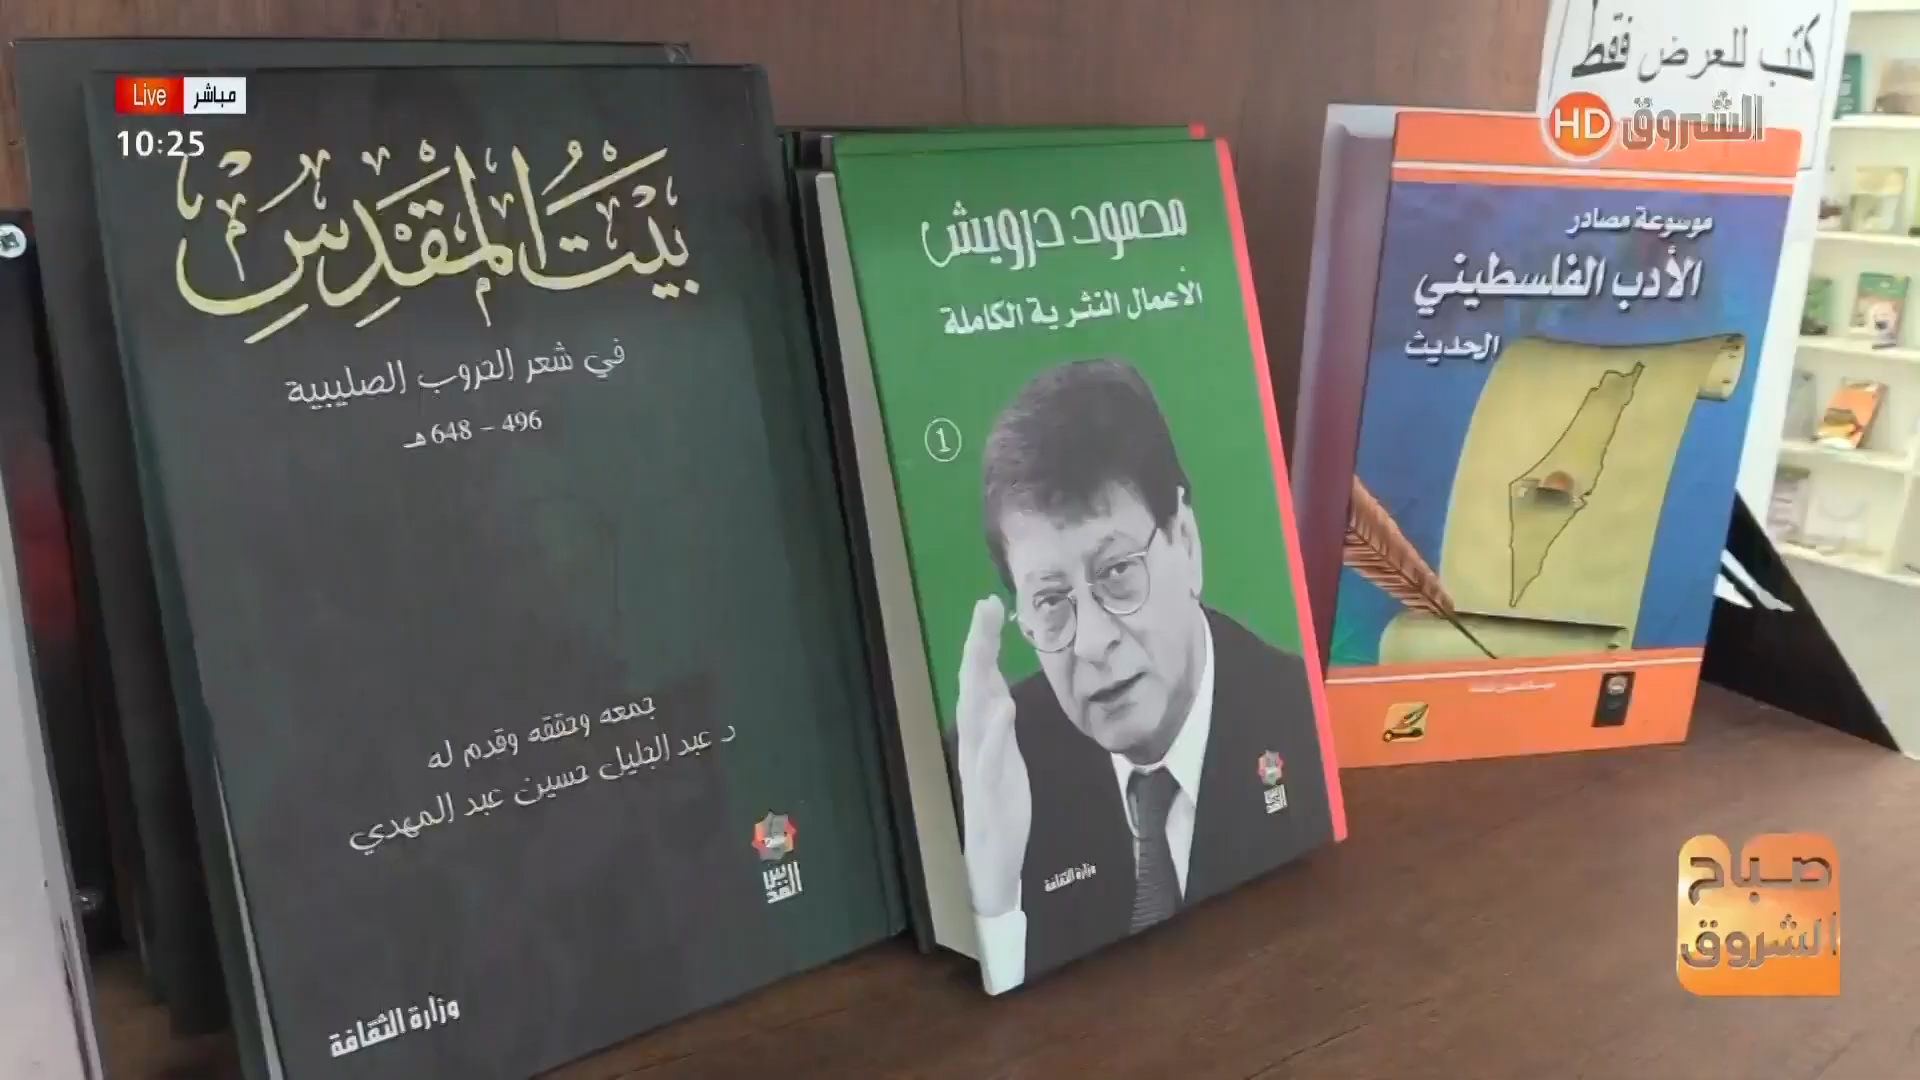 Live مباشر
10:25
كتب للعرض فقط
الشروق HD
بَيْتُ المَقْدِسِ
في شعر الحروب الصليبية
496 – 648 هـ
جمعه وحققه وقدم له
د عبد الجليل حسين عبد المهدي
القدس
وزارة الثقافة
محمود درويش
الأعمال النثرية الكاملة
1
وزارة الثقافة
موسوعة مصادر
الأدب الفلسطيني
الحديث
صباح
الشروق